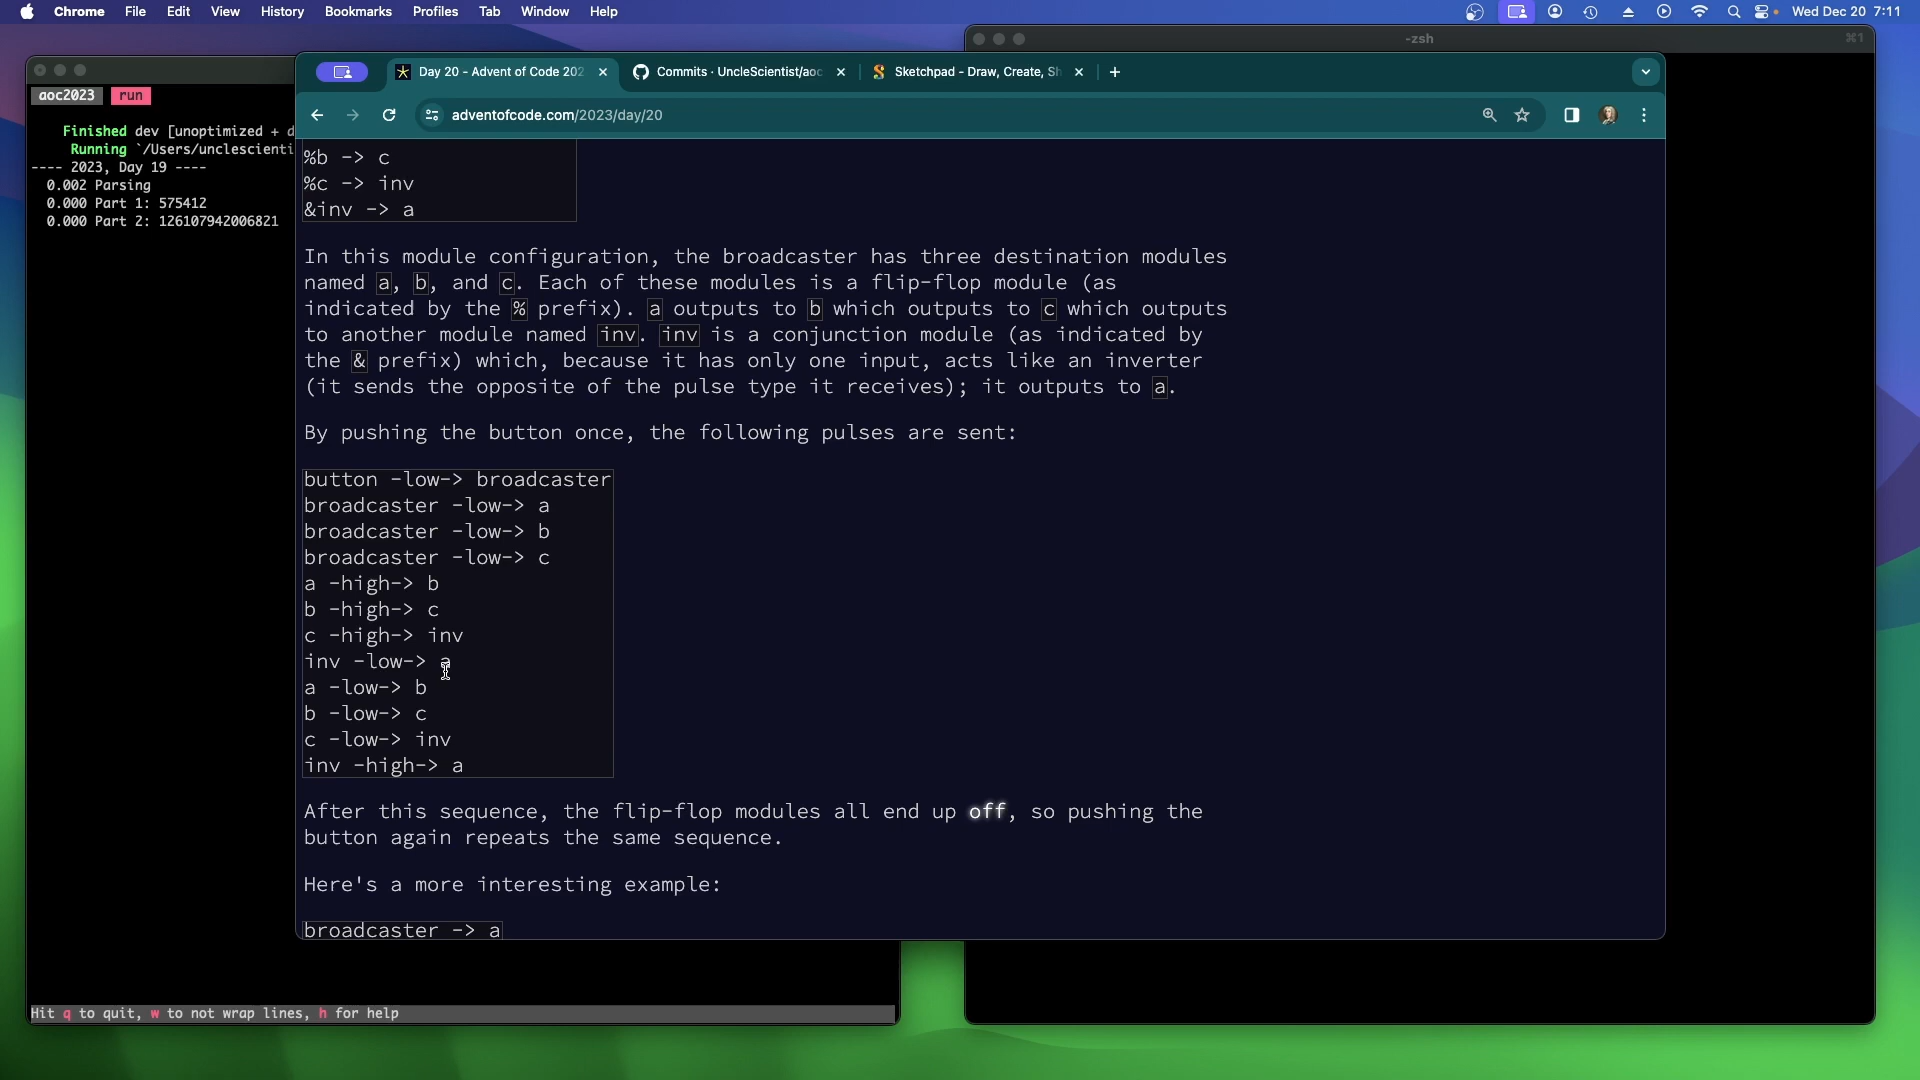 Chrome File Edit View History Bookmarks Profiles Tab Window Help Wed Dec 20 7:11
-zsh ⌘1
Day 20 - Advent of Code 202 Commits · UncleScientist/aoc Sketchpad - Draw, Create, Sh
adventofcode.com/2023/day/20
aoc2023 run
Finished dev [unoptimized + d
Running `/Users/unclescienti
---- 2023, Day 19 ----
0.002 Parsing
0.000 Part 1: 575412
0.000 Part 2: 126107942006821
%b -> c
%c -> inv
&inv -> a
In this module configuration, the broadcaster has three destination modules
named a, b, and c. Each of these modules is a flip-flop module (as
indicated by the % prefix). a outputs to b which outputs to c which outputs
to another module named inv. inv is a conjunction module (as indicated by
the & prefix) which, because it has only one input, acts like an inverter
(it sends the opposite of the pulse type it receives); it outputs to a.
By pushing the button once, the following pulses are sent:
button -low-> broadcaster
broadcaster -low-> a
broadcaster -low-> b
broadcaster -low-> c
a -high-> b
b -high-> c
c -high-> inv
inv -low-> a
a -low-> b
b -low-> c
c -low-> inv
inv -high-> a
After this sequence, the flip-flop modules all end up off, so pushing the
button again repeats the same sequence.
Here's a more interesting example:
broadcaster -> a
Hit q to quit, w to not wrap lines, h for help